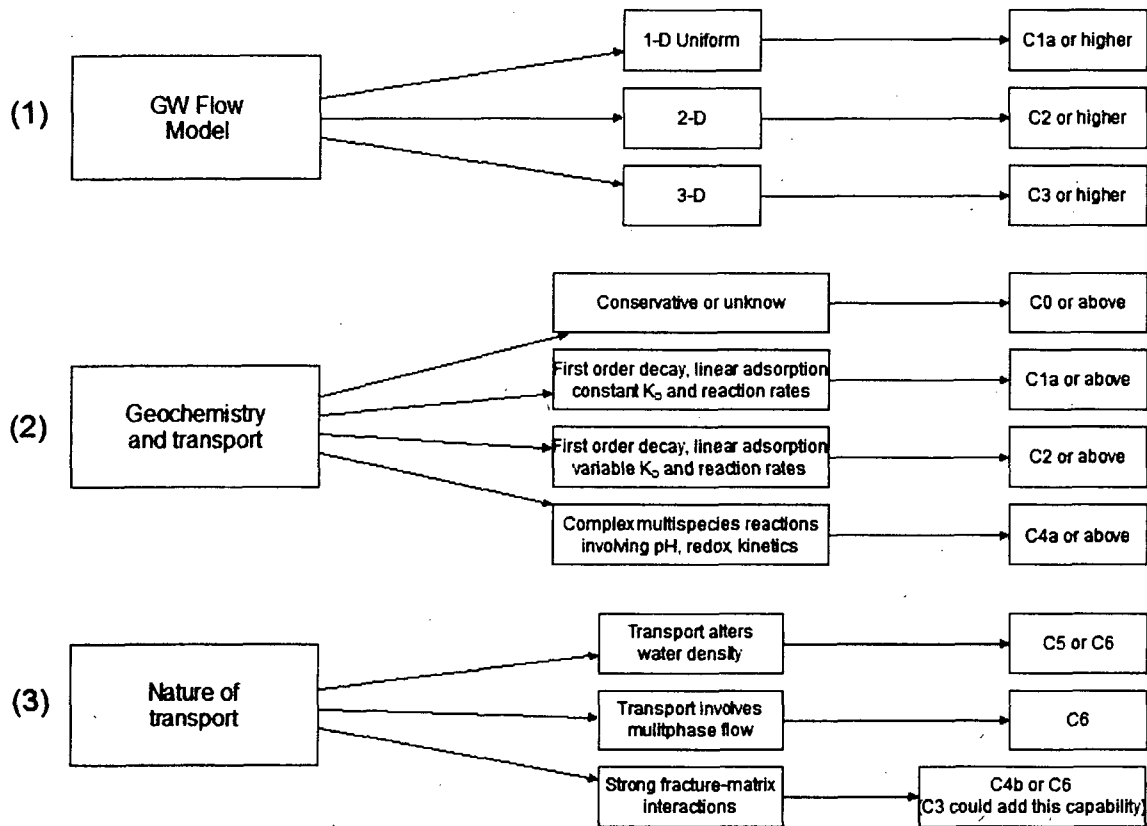 1-D Uniform
C1a or higher
(1)
GW Flow
Model
2-D
C2 or higher
3-D
C3 or higher
Conservative or unknow
C0 or above
First order decay, linear adsorption
constant KD and reaction rates
C1a or above
(2)
Geochemistry
and transport
First order decay, linear adsorption
variable KD and reaction rates
C2 or above
Complex multispecies reactions
involving pH, redox, kinetics
C4a or above
Transport alters
water density
C5 or C6
(3)
Nature of
transport
Transport involves
mulitphase flow
C6
Strong fracture-matrix
interactions
C4b or C6
(C3 could add this capability)